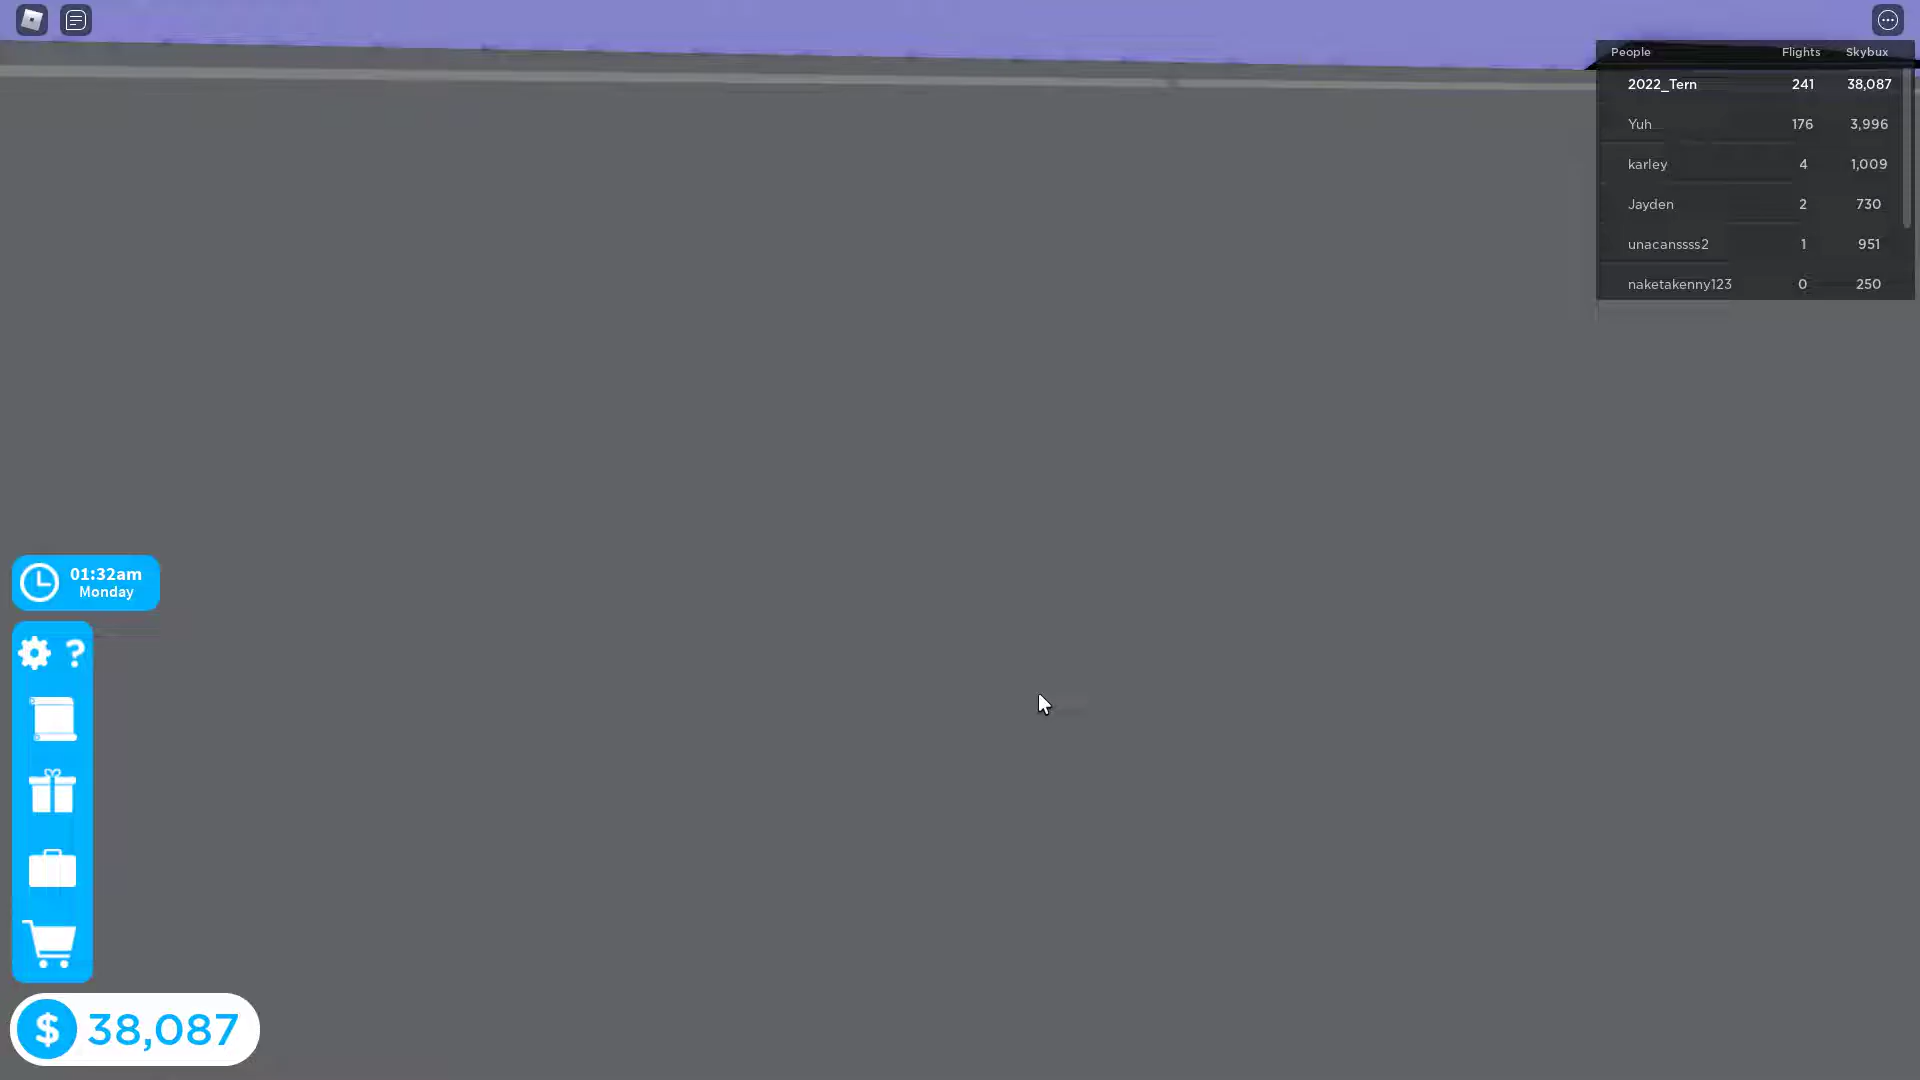 People Flights Skybux
2022_Tern 241 38,087
Yuh 176 3,996
karley 4 1,009
Jayden 2 730
unacanssss2 1 951
naketakenny123 0 250
01:32am
Monday
?
$ 38,087